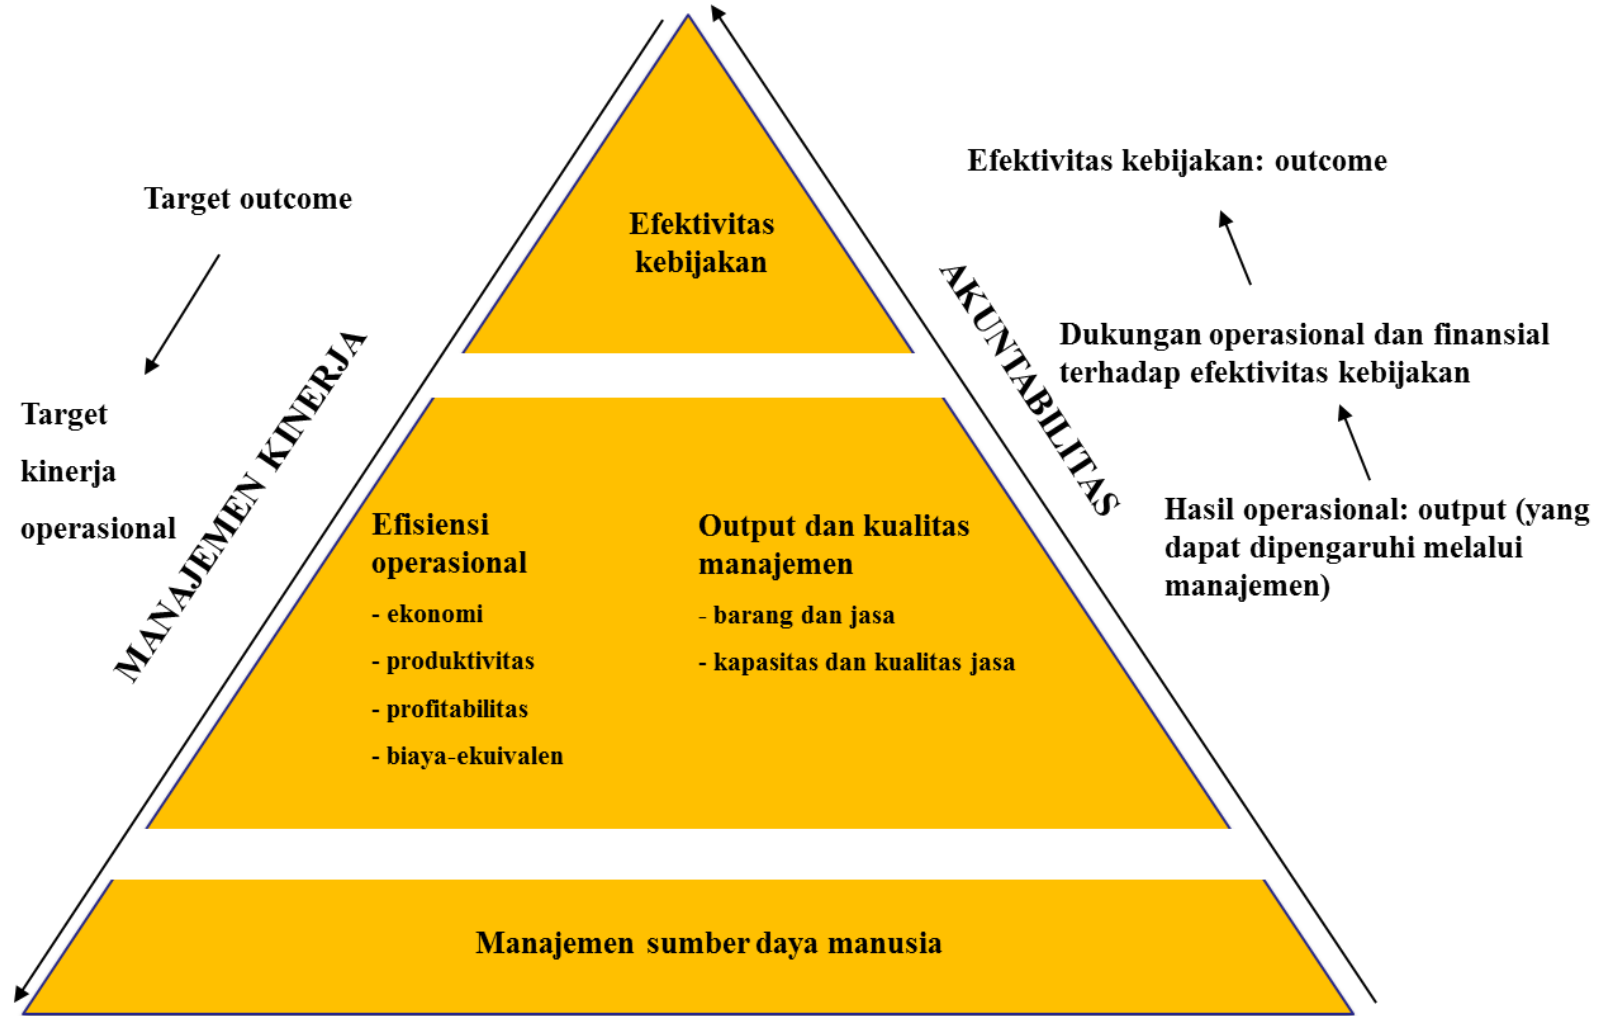 Target outcome
Target
kinerja
operasional
MANAJEMEN KINERJA
Efektivitas
kebijakan
Efisiensi
operasional
- ekonomi
- produktivitas
- profitabilitas
- biaya-ekuivalen
Output dan kualitas
manajemen
- barang dan jasa
- kapasitas dan kualitas jasa
Manajemen sumber daya manusia
AKUNTABILITAS
Efektivitas kebijakan: outcome
Dukungan operasional dan finansial
terhadap efektivitas kebijakan
Hasil operasional: output (yang
dapat dipengaruhi melalui
manajemen)